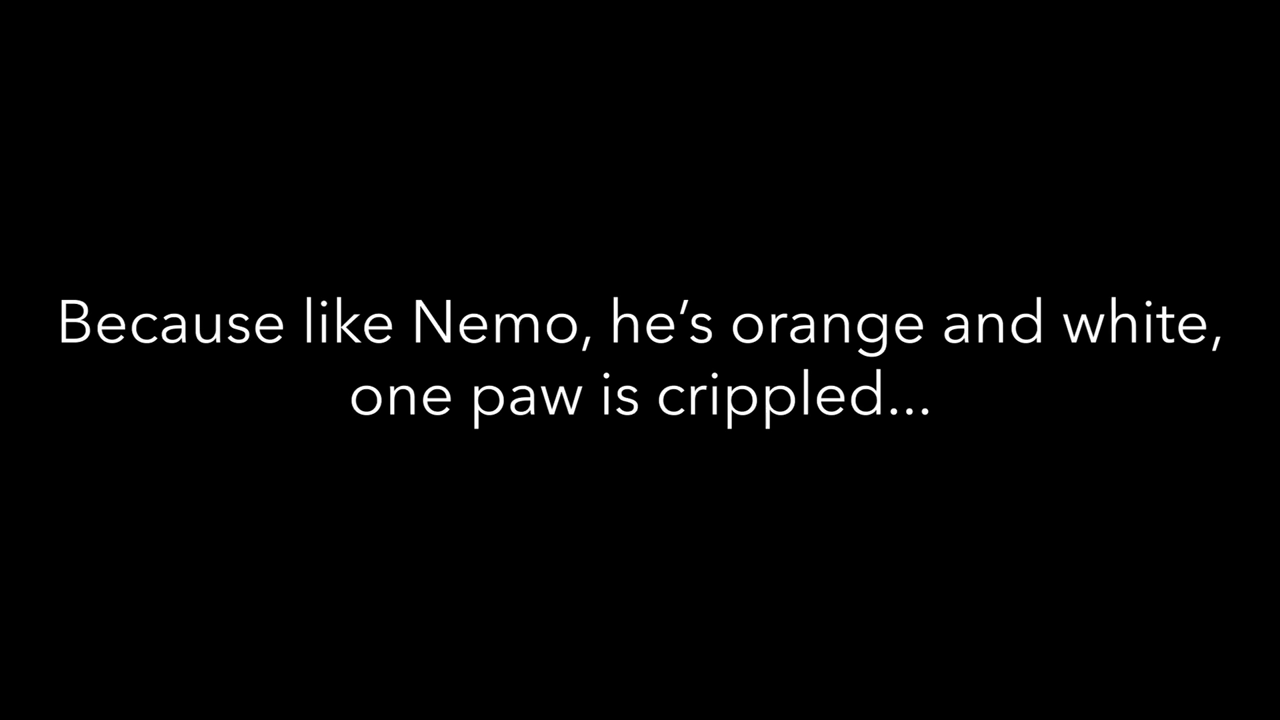 Because like Nemo, he’s orange and white,
one paw is crippled...